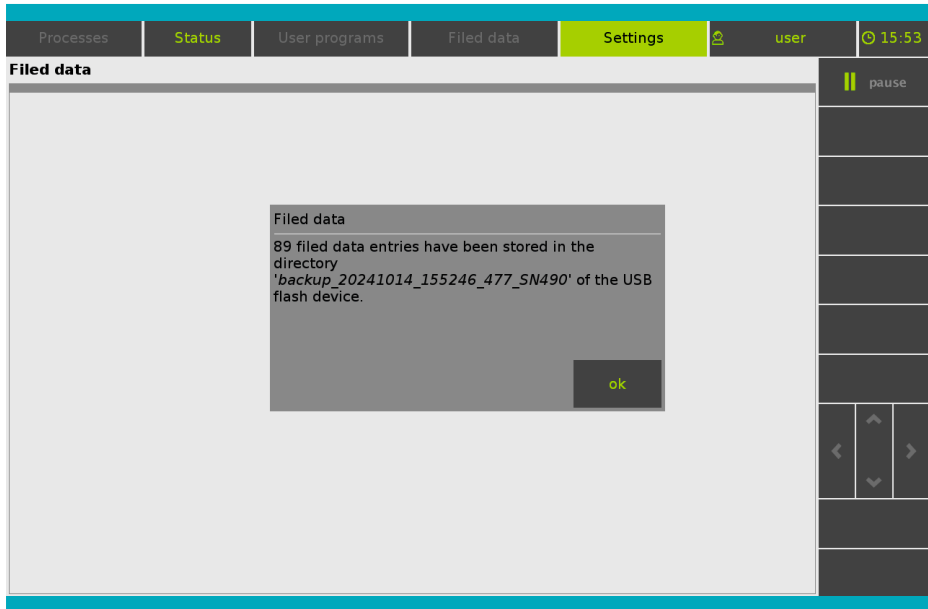 Processes Status User programs Filed data Settings user 15:53
Filed data
pause
Filed data
89 filed data entries have been stored in the
directory
'backup_20241014_155246_477_SN490' of the USB
flash device.
ok